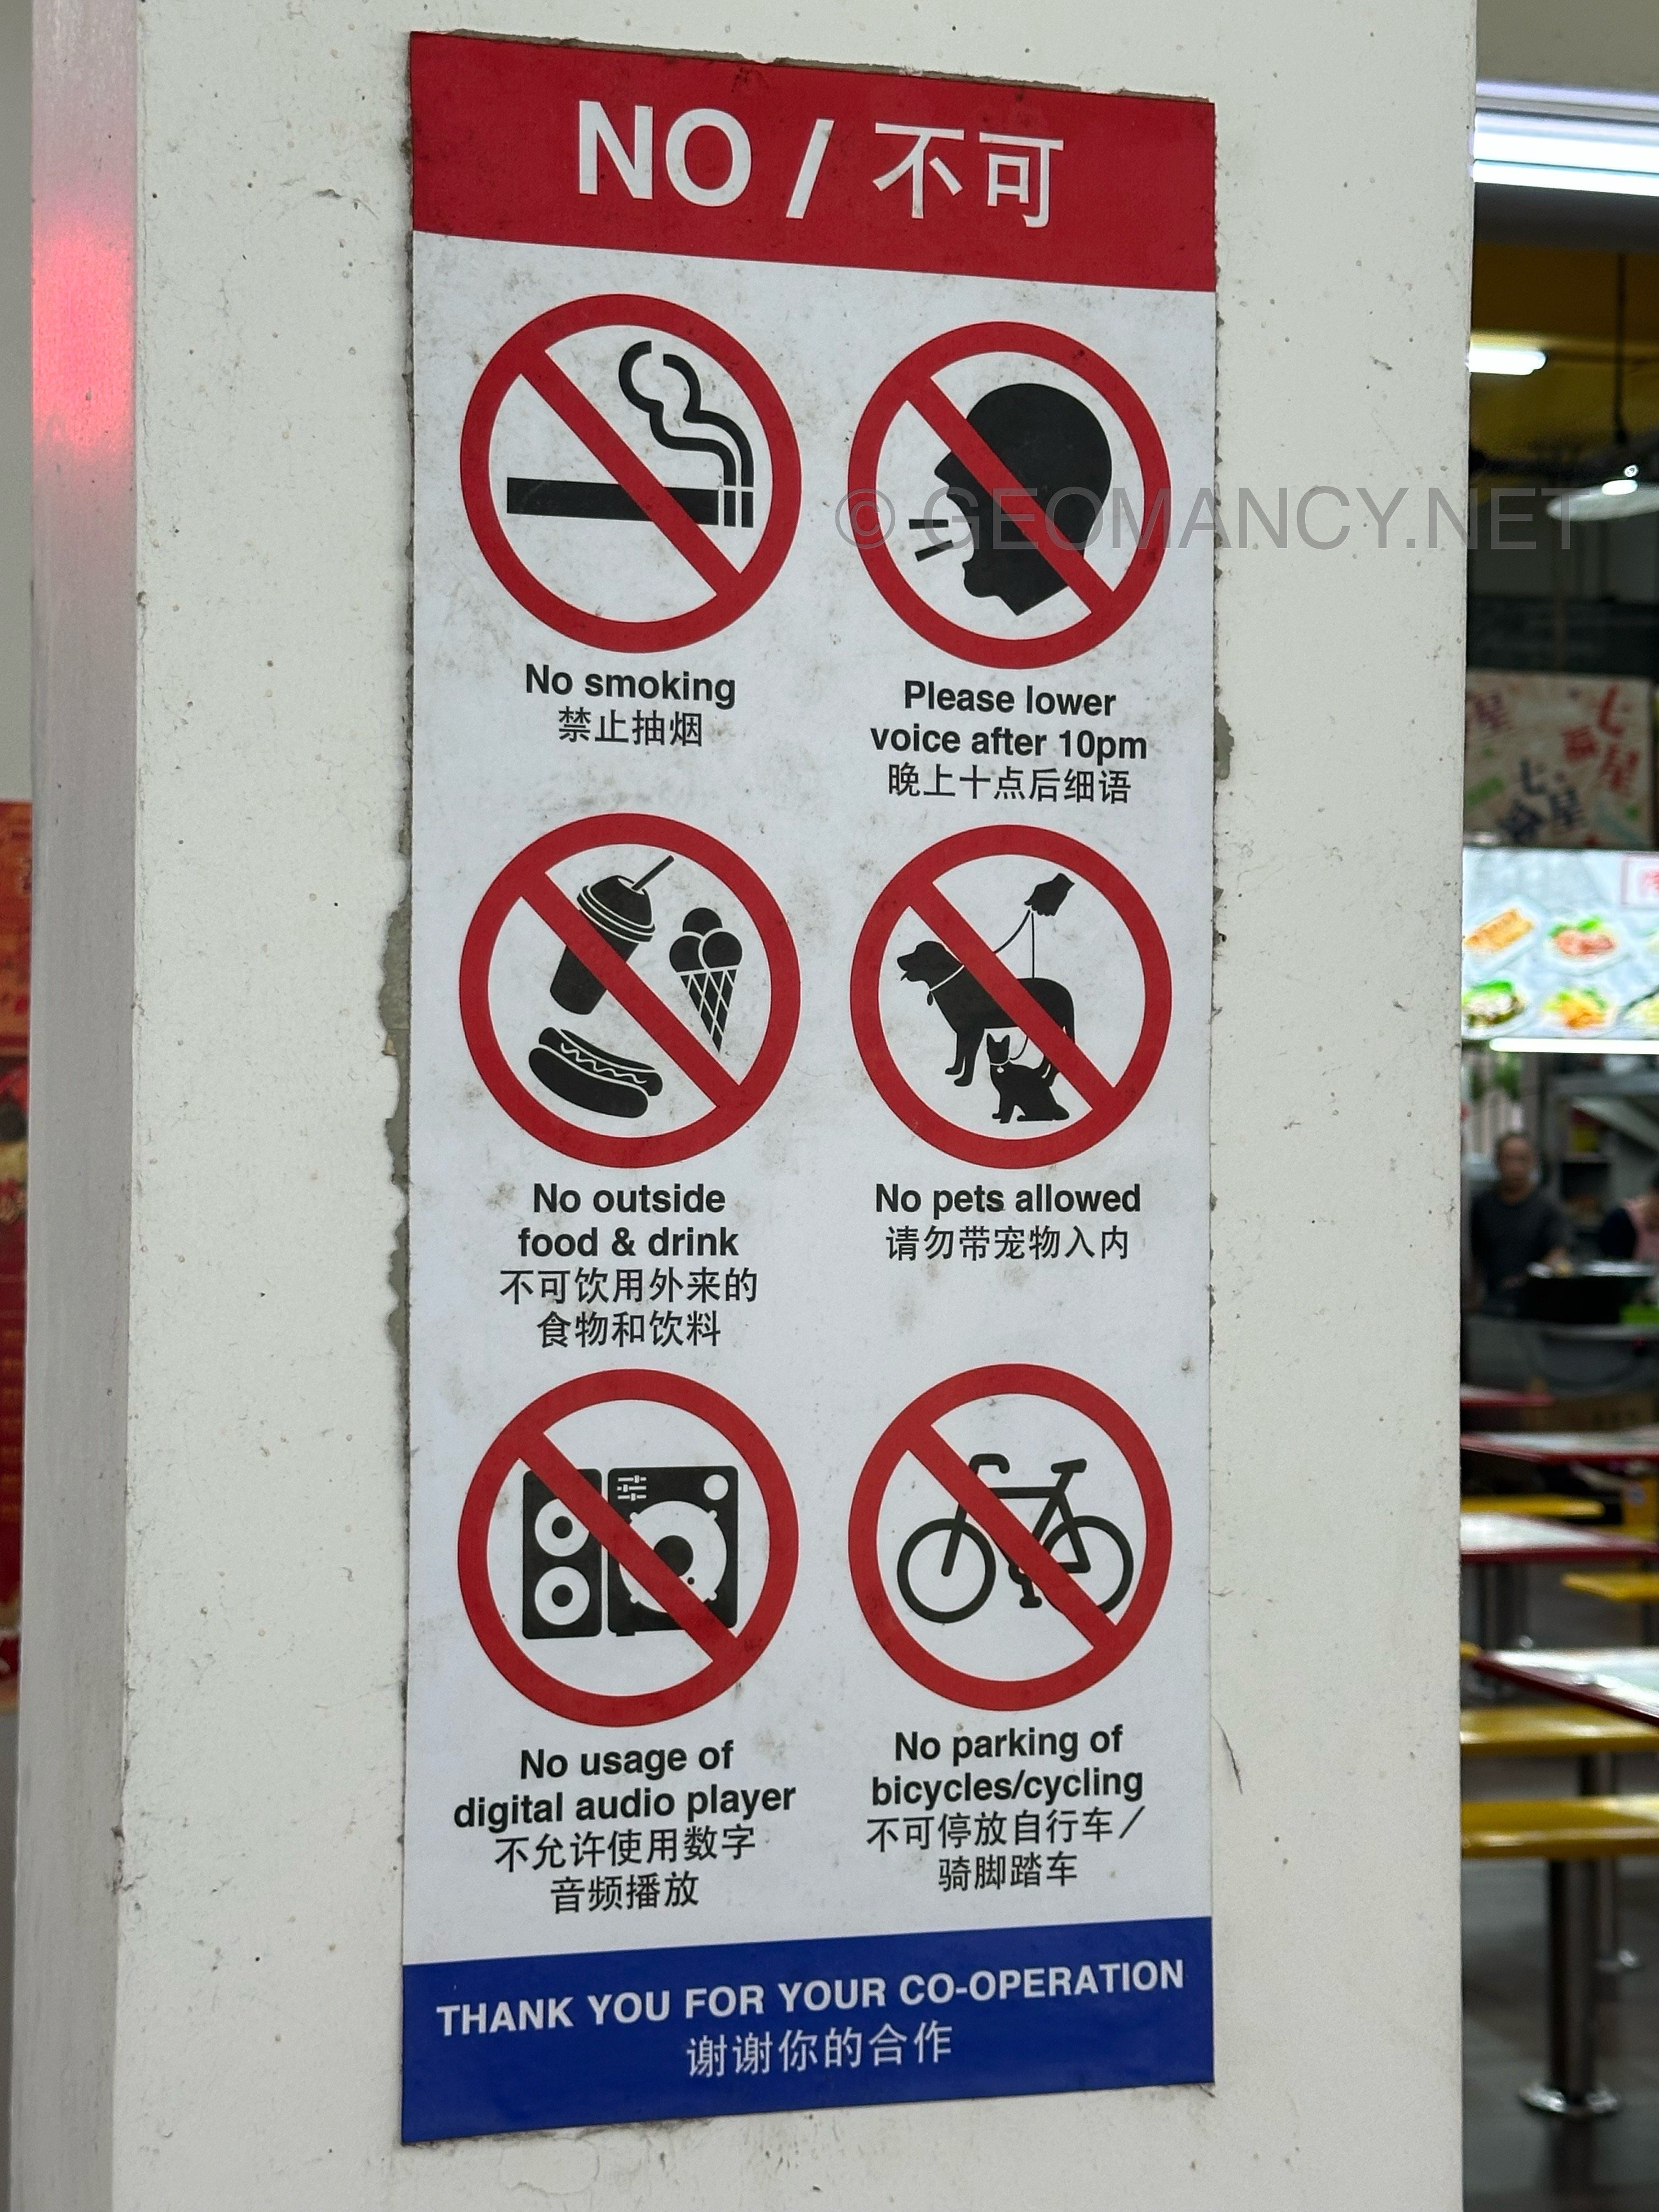 NO / 不可
No smoking
禁止抽烟
Please lower
voice after 10pm
晚上十点后细语
© GEOMANCY.NET
No outside
food & drink
不可饮用外来的
食物和饮料
No pets allowed
请勿带宠物入内
No usage of
digital audio player
不允许使用数字
音频播放
No parking of
bicycles/cycling
不可停放自行车/
骑脚踏车
THANK YOU FOR YOUR CO-OPERATION
谢谢你的合作
七星
七星